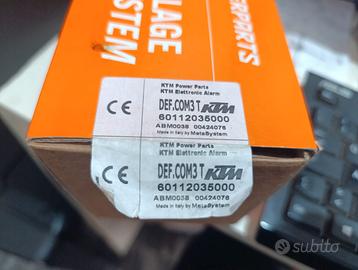 ERPARTS
LLAGE
STEM
KTM Power Parts
KTM Elettronic Alarm
DEF.COM3 T KTM
60112035000
ABM0038 00424076
Made in Italy by MetaSystem
CE
KTM Power Parts
KTM Elettronic Alarm
DEF.COM3 T KTM
60112035000
ABM0038 00424076
Made in Italy by MetaSystem
CE
subito